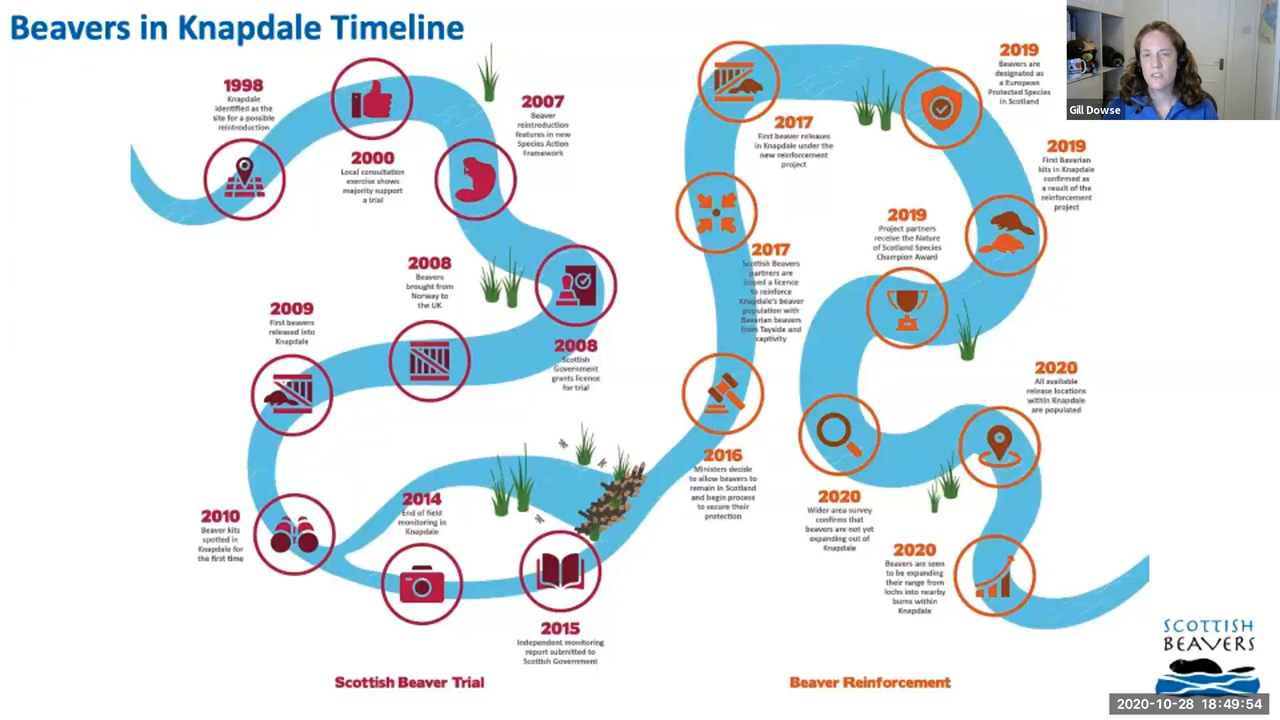 Beavers in Knapdale Timeline
1998
Knapdale
identified as the
site for a possible
reintroduction
2000
Local consultation
exercise shows
majority support
a trial
2007
Beaver
reintroduction
features in new
Species Action
Framework
2008
Scottish
Government
grants licence
for trial
2008
Beavers
brought from
Norway to
the UK
2009
First beavers
released into
Knapdale
2010
Beaver kits
spotted in
Knapdale for
the first time
2014
End of field
monitoring in
Knapdale
2015
Independent monitoring
report submitted to
Scottish Government
Scottish Beaver Trial
2016
Ministers decide
to allow beavers to
remain in Scotland
and begin process
to secure their
protection
2017
Scottish Beavers
partners are
issued a licence
to reinforce
Knapdale's beaver
population with
Bavarian beavers
from Tayside and
captivity
2017
First beaver releases
in Knapdale under the
new reinforcement
project
2019
Beavers are
designated as
a European
Protected Species
in Scotland
2019
First Bavarian
kits in Knapdale
confirmed as
a result of the
reinforcement
project
2019
Project partners
receive the Nature
of Scotland Species
Champion Award
2020
Wider area survey
confirms that
beavers are not yet
expanding out of
Knapdale
2020
All available
release locations
within Knapdale
are populated
2020
Beavers are seen
to be expanding
their range from
lochs into nearby
burns within
Knapdale
Beaver Reinforcement
Gill Dowse
SCOTTISH
BEAVERS
2020-10-28 18:49:54